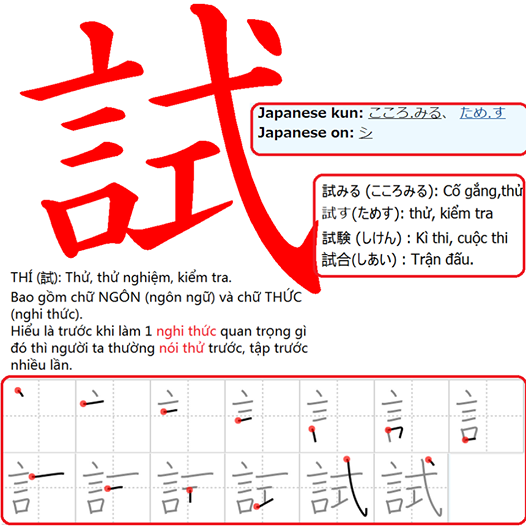 試
Japanese kun: こころ.みる、 ため.す
Japanese on: シ
試みる (こころみる): Cố gắng,thử
試す(ためす): thử, kiểm tra
試験 (しけん) : Kì thi, cuộc thi
試合(しあい) : Trận đấu.
THÍ (試): Thử, thử nghiệm, kiểm tra.
Bao gồm chữ NGÔN (ngôn ngữ) và chữ THỨC
(nghi thức).
Hiểu là trước khi làm 1 nghi thức quan trọng gì
đó thì người ta thường nói thử trước, tập trước
nhiều lần.